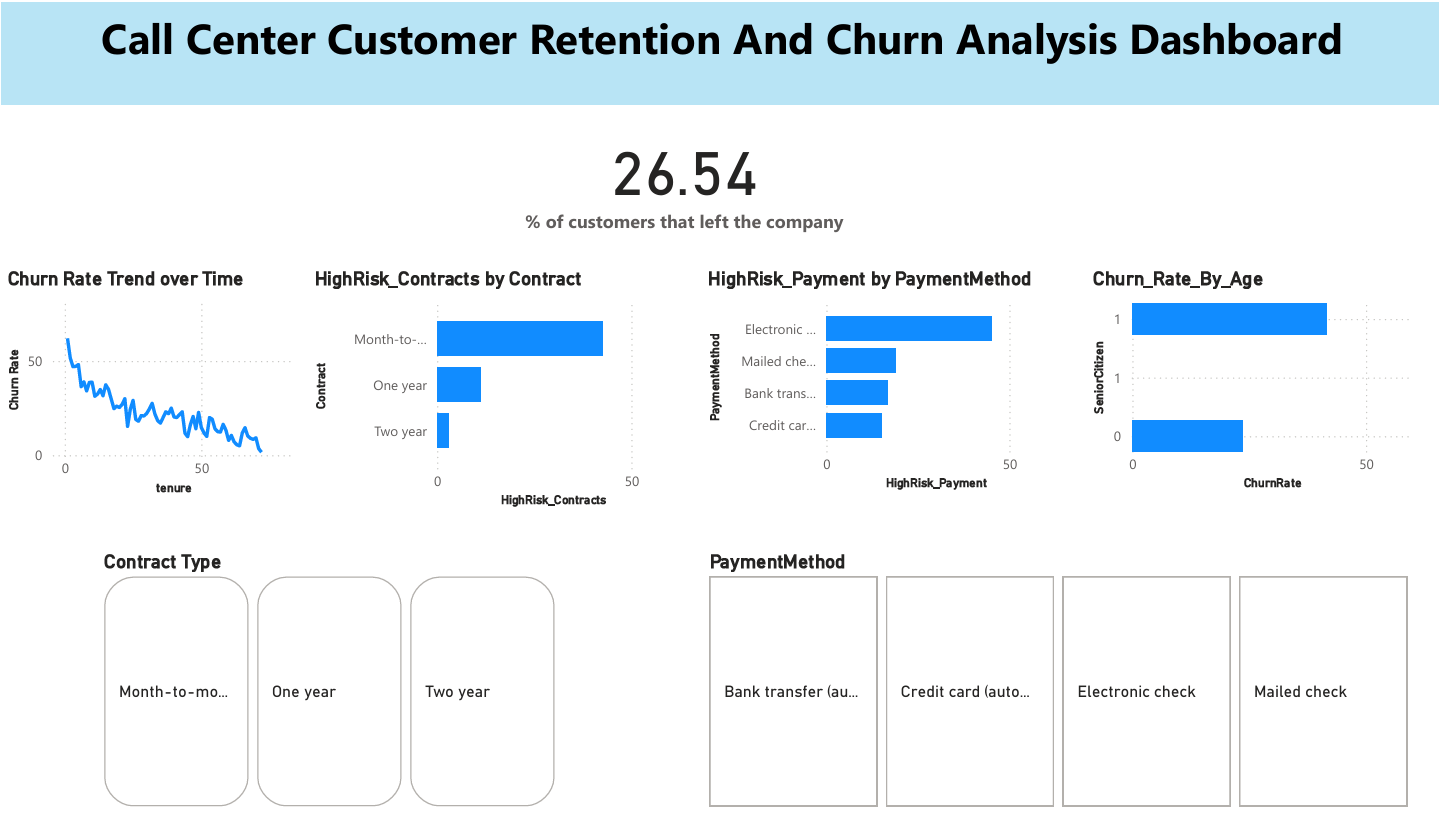 Call Center Customer Retention And Churn Analysis Dashboard
26.54
% of customers that left the company
Churn Rate Trend over Time
Churn Rate
50
0
0
50
tenure
HighRisk_Contracts by Contract
Contract
Month-to-...
One year
Two year
0
50
HighRisk_Contracts
HighRisk_Payment by PaymentMethod
PaymentMethod
Electronic ...
Mailed che...
Bank trans...
Credit car...
0
50
HighRisk_Payment
Churn_Rate_By_Age
SeniorCitizen
1
1
0
0
50
ChurnRate
Contract Type
Month-to-mo...
One year
Two year
PaymentMethod
Bank transfer (au...
Credit card (auto...
Electronic check
Mailed check